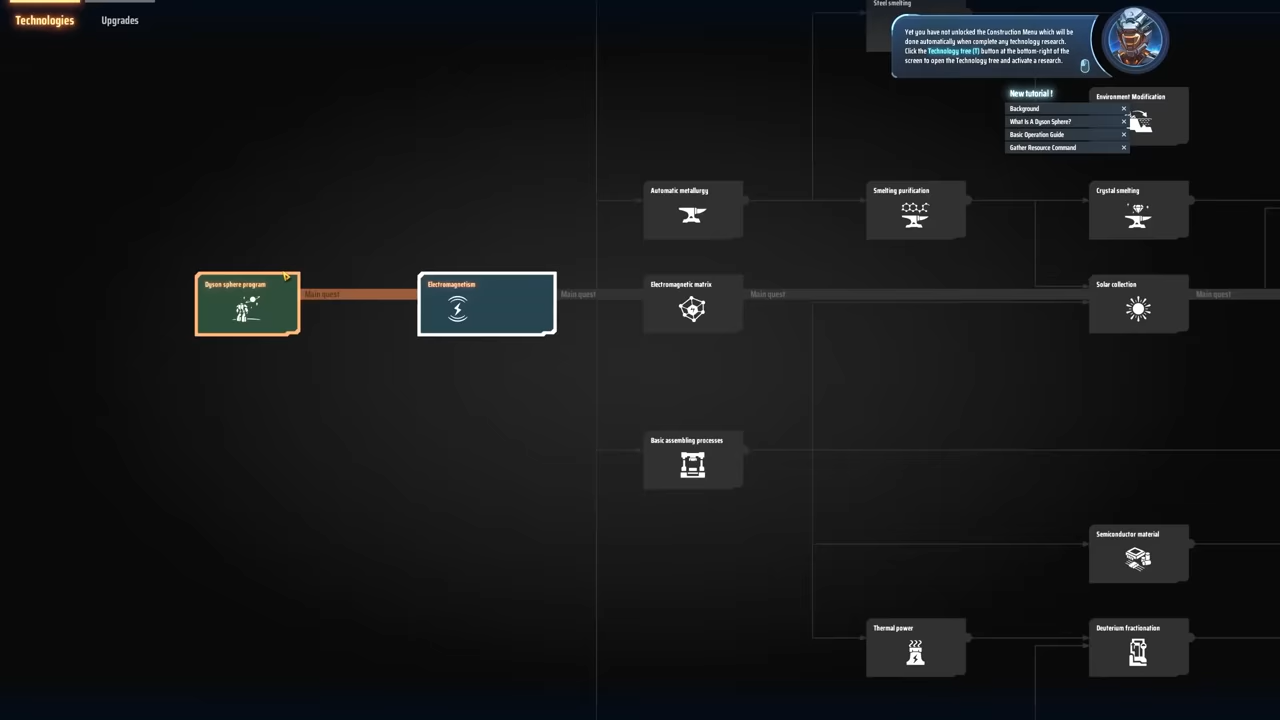 Technologies
Upgrades
Steel smelting
Yet you have not unlocked the Construction Menu which will be
done automatically when complete any technology research.
Click the Technology tree (T) button at the bottom-right of the
screen to open the Technology tree and activate a research.
New tutorial !
Background
What Is A Dyson Sphere?
Basic Operation Guide
Gather Resource Command
Environment Modification
Automatic metallurgy
Smelting purification
Crystal smelting
Dyson sphere program
Main quest
Electromagnetism
Main quest
Electromagnetic matrix
Main quest
Solar collection
Main quest
Basic assembling processes
Semiconductor material
Thermal power
Deuterium fractionation